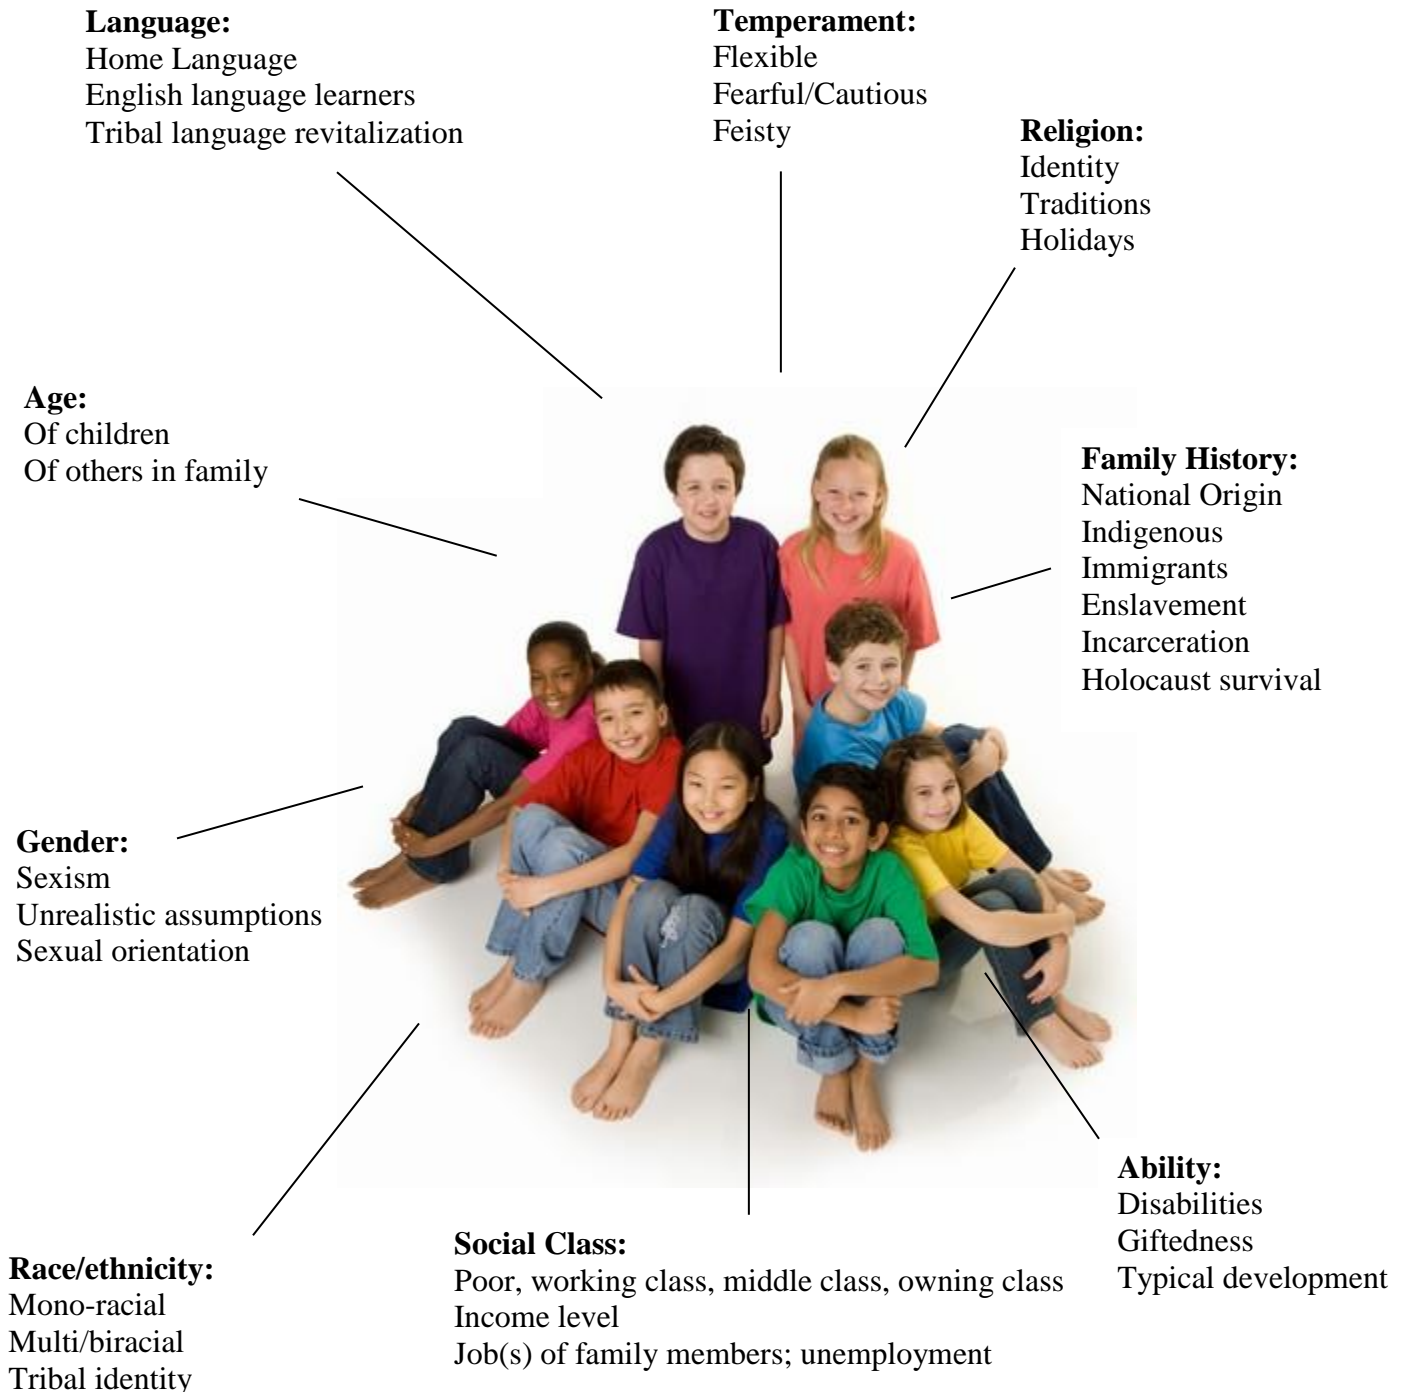 Language:
Home Language
English language learners
Tribal language revitalization
Temperament:
Flexible
Fearful/Cautious
Feisty
Religion:
Identity
Traditions
Holidays
Age:
Of children
Of others in family
Family History:
National Origin
Indigenous
Immigrants
Enslavement
Incarceration
Holocaust survival
Gender:
Sexism
Unrealistic assumptions
Sexual orientation
Ability:
Disabilities
Giftedness
Typical development
Social Class:
Poor, working class, middle class, owning class
Income level
Job(s) of family members; unemployment
Race/ethnicity:
Mono-racial
Multi/biracial
Tribal identity